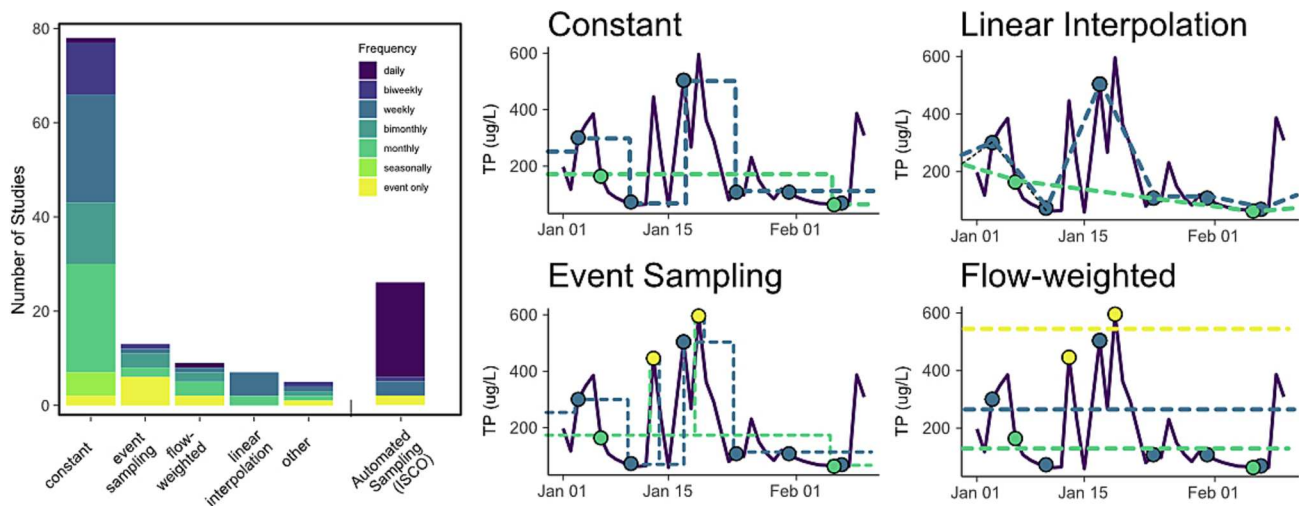 80
60
40
20
0
Number of Studies
Frequency
daily
biweekly
weekly
bimonthly
monthly
seasonally
event only
constant
event
sampling
flow-
weighted
linear
interpolation
other
Automated
Sampling
(ISCO)
Constant
600
400
200
TP (ug/L)
Jan 01
Jan 15
Feb 01
Linear Interpolation
600
400
200
TP (ug/L)
Jan 01
Jan 15
Feb 01
Event Sampling
600
400
200
TP (ug/L)
Jan 01
Jan 15
Feb 01
Flow-weighted
600
400
200
TP (ug/L)
Jan 01
Jan 15
Feb 01